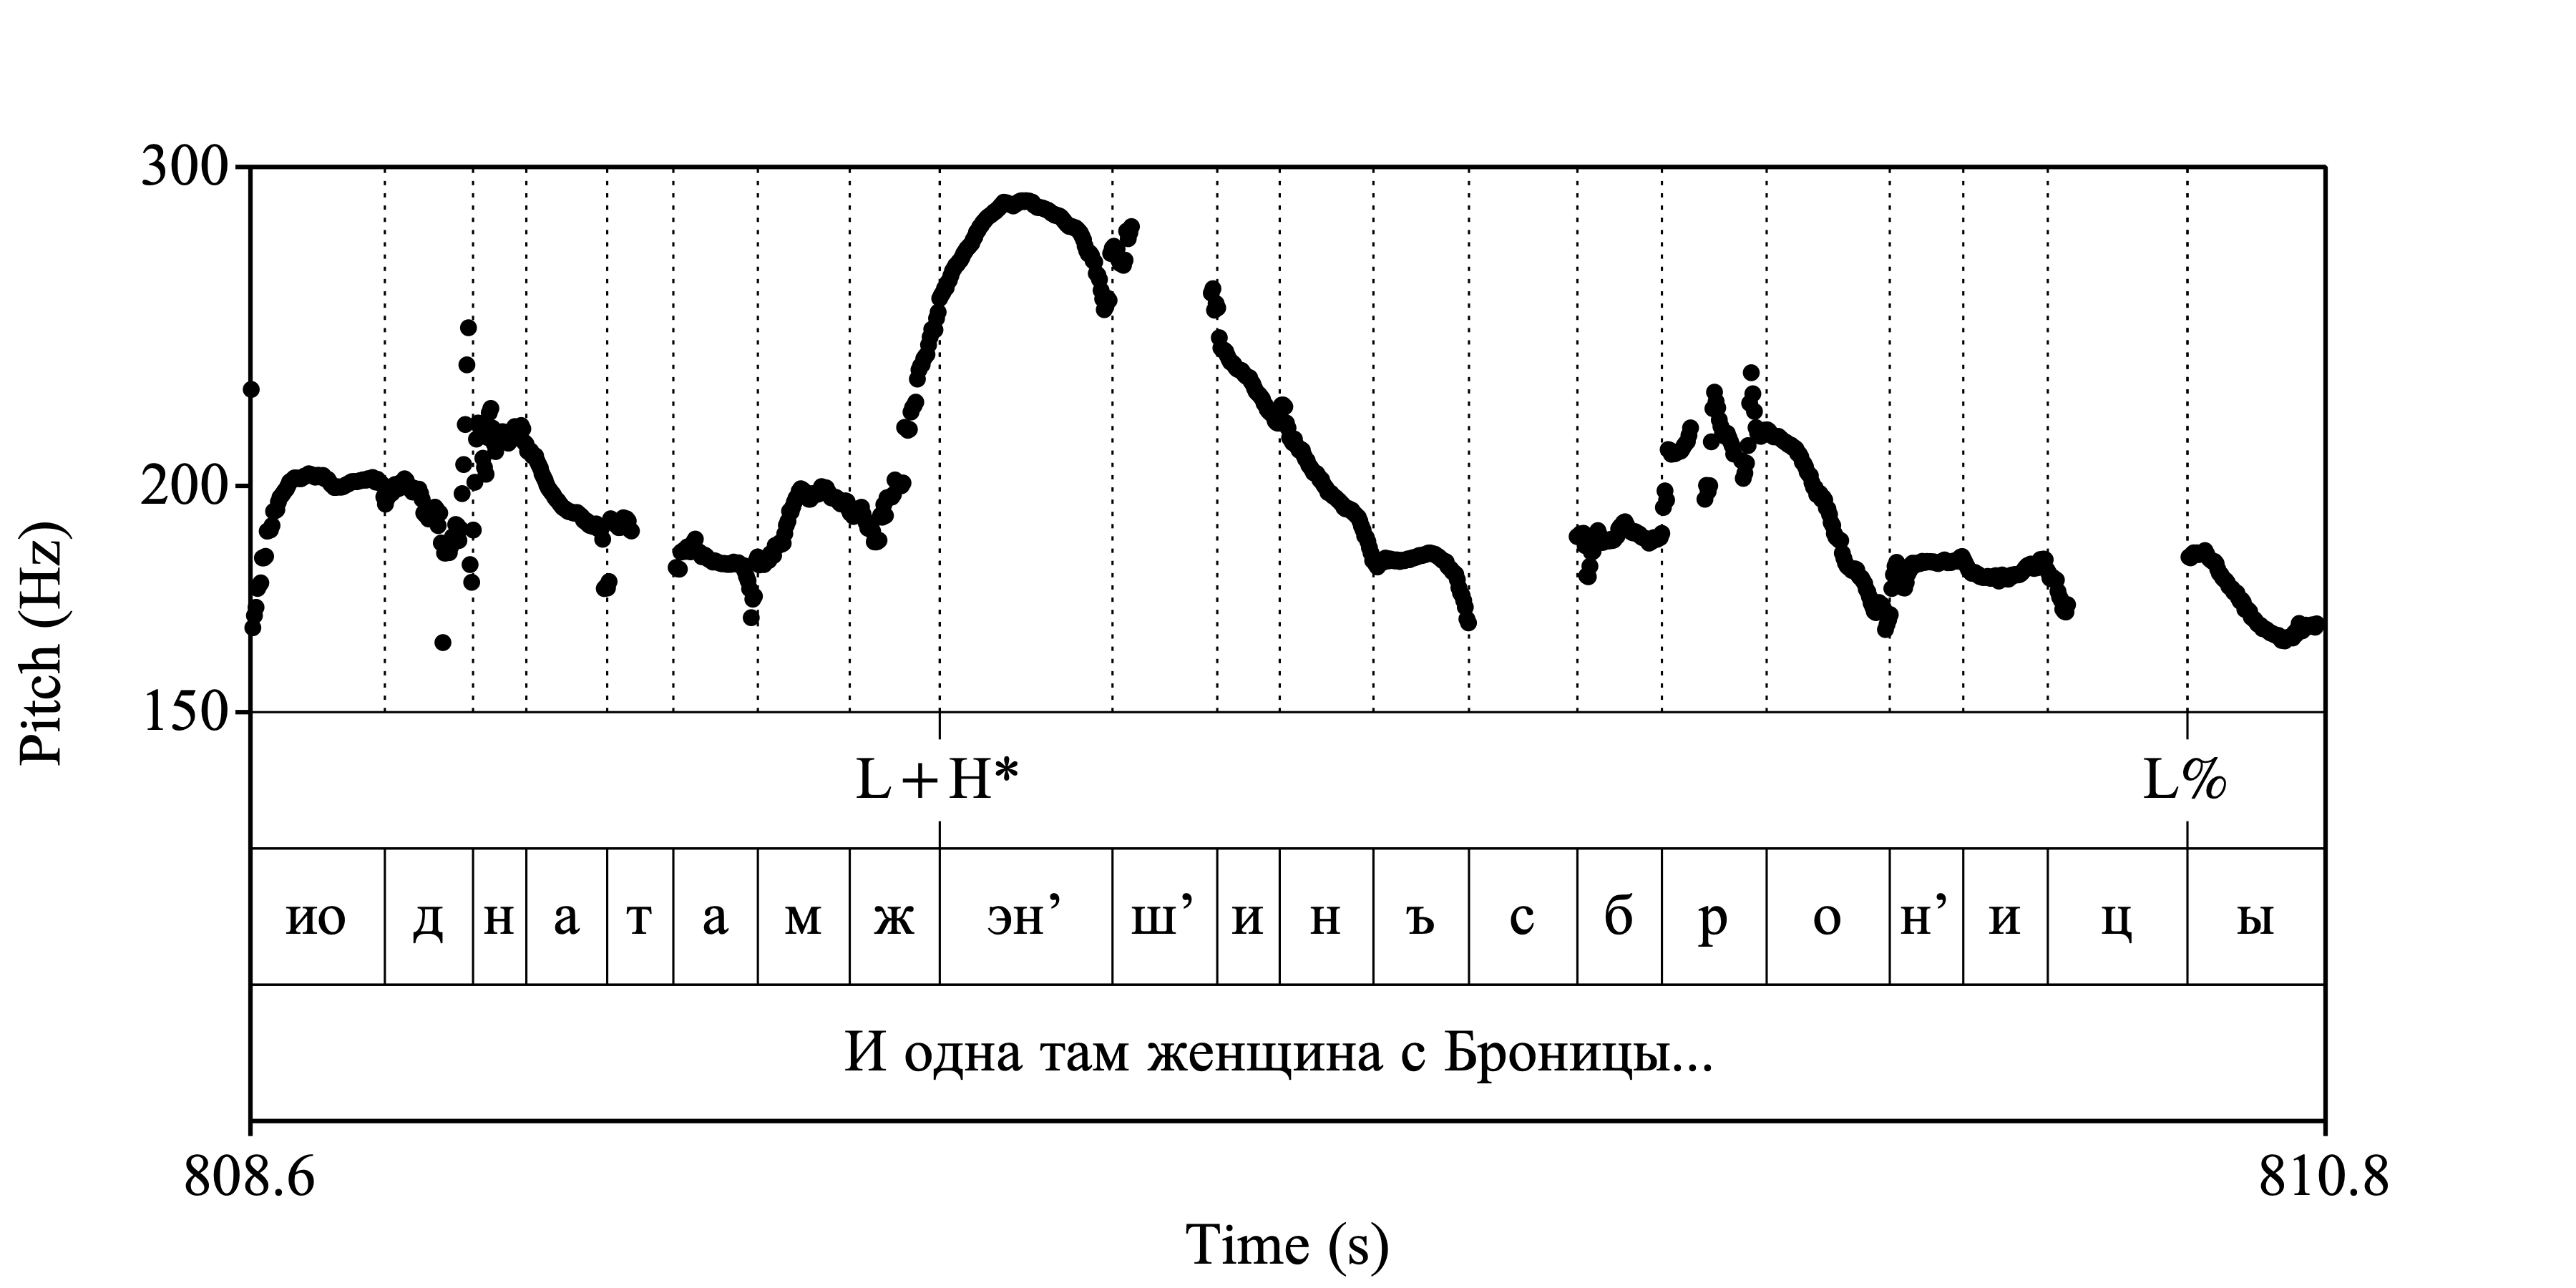 300
200
150
Pitch (Hz)
L+H* L%
ио д н а т а м ж эн’ ш’ и н ъ с б р о н’ и ц ы
И одна там женщина с Броницы...
808.6 810.8
Time (s)